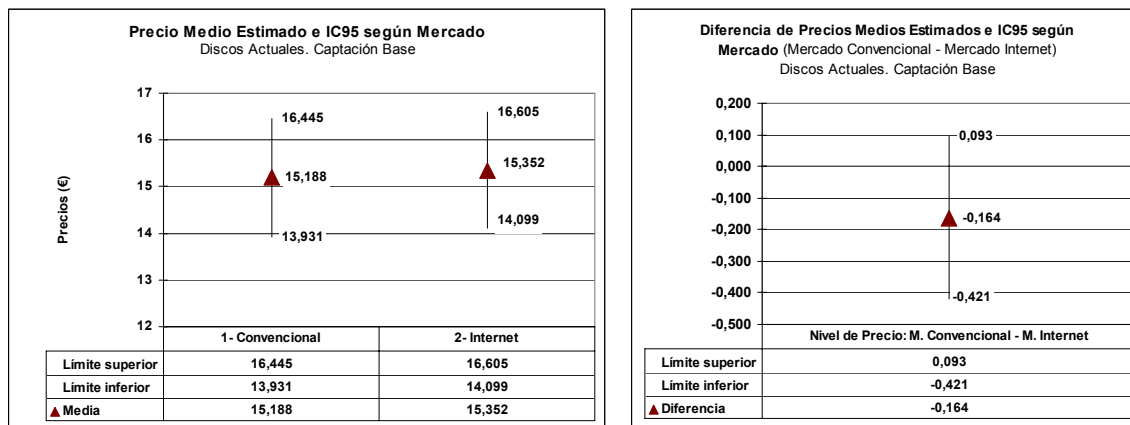 Precio Medio Estimado e IC95 según Mercado
Discos Actuales. Captación Base
Precios (€)
17
16
15
14
13
12
16,445
15,188
13,931
16,605
15,352
14,099
1- Convencional 2- Internet
Límite superior 16,445 16,605
Límite inferior 13,931 14,099
Media 15,188 15,352
Diferencia de Precios Medios Estimados e IC95 según
Mercado (Mercado Convencional - Mercado Internet)
Discos Actuales. Captación Base
0,200
0,100
0,000
-0,100
-0,200
-0,300
-0,400
-0,500
0,093
-0,164
-0,421
Nivel de Precio: M. Convencional - M. Internet
Límite superior 0,093
Límite inferior -0,421
Diferencia -0,164